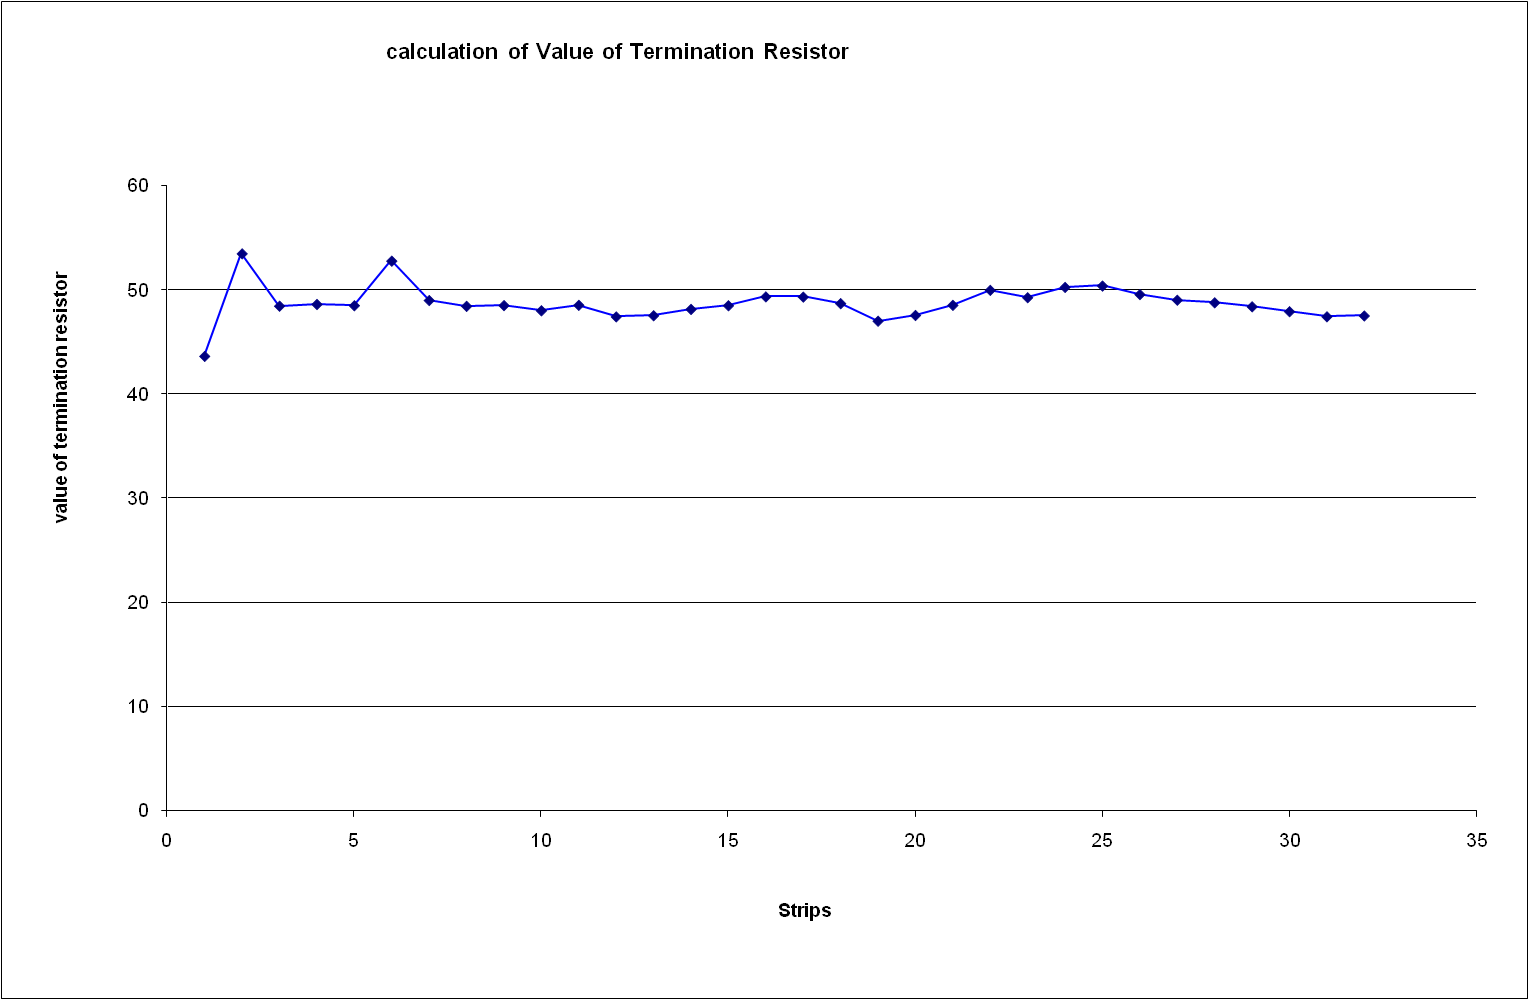 calculation of Value of Termination Resistor
60
50
40
30
20
10
0
value of termination resistor
0 5 10 15 20 25 30 35
Strips